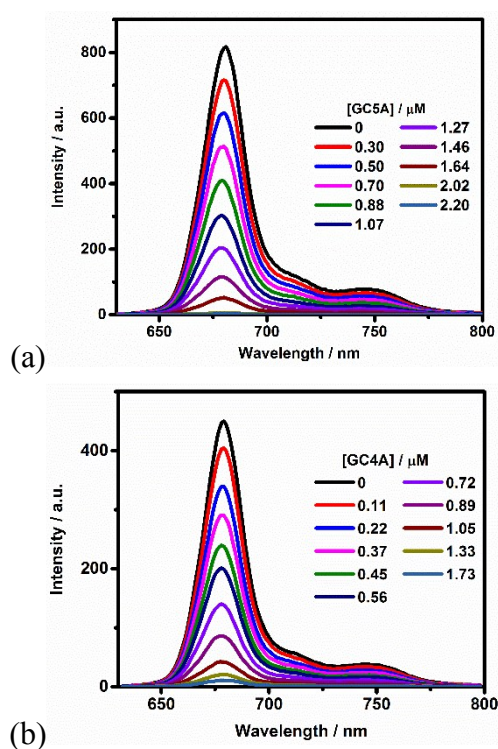 800
600
400
200
0
Intensity / a.u.
[GC5A] / μM
0 1.27
0.30 1.46
0.50 1.64
0.70 2.02
0.88 2.20
1.07
650 700 750 800
Wavelength / nm
(a)
400
200
0
Intensity / a.u.
[GC4A] / μM
0 0.72
0.11 0.89
0.22 1.05
0.37 1.33
0.45 1.73
0.56
650 700 750 800
Wavelength / nm
(b)